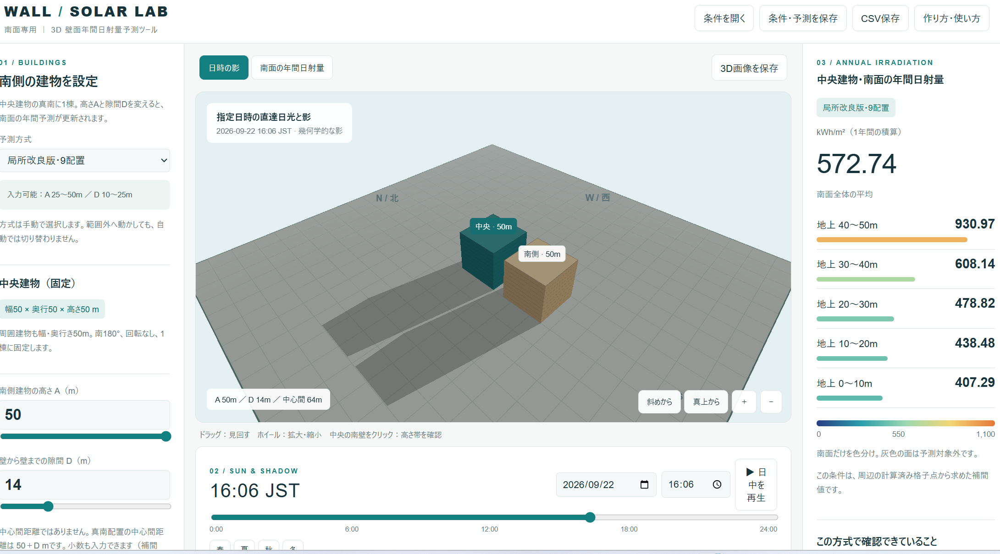 WALL / SOLAR LAB
南面専用 | 3D 壁面年間日射量予測ツール
条件を開く
条件・予測を保存
CSV保存
作り方・使い方
01 / BUILDINGS
南側の建物を設定
中央建物の真南に1棟。高さAと隙間Dを変えると、
南面の年間予測が更新されます。
予測方式
局所改良版・9配置
入力可能：A 25～50m ／ D 10～25m
方式は手動で選択します。範囲外へ動かしても、自
動では切り替わりません。
中央建物（固定）
幅50 × 奥行50 × 高さ50 m
周囲建物も幅・奥行き50m。南180°、回転なし、1
棟に固定します。
南側建物の高さ A（m）
50
壁から壁までの隙間 D（m）
14
中心間距離ではありません。真南配置の中心間距
離は 50＋D mです。小数も入力できます（補間
日時の影
南面の年間日射量
3D画像を保存
指定日時の直達日光と影
2026-09-22 16:06 JST · 幾何学的な影
N / 北
W / 西
中央 · 50m
南側 · 50m
A 50m ／ D 14m ／ 中心間 64m
斜めから
真上から
+
−
ドラッグ：見回す　ホイール：拡大・縮小　中央の南壁をクリック：高さ帯を確認
02 / SUN & SHADOW
16:06 JST
2026/09/22
16:06
▶ 日
中を
再生
0:00
6:00
12:00
18:00
24:00
春
夏
秋
冬
03 / ANNUAL IRRADIATION
中央建物・南面の年間日射量
局所改良版・9配置
kWh/m²（1年間の積算）
572.74
南面全体の平均
地上 40～50m
930.97
地上 30～40m
608.14
地上 20～30m
478.82
地上 10～20m
438.48
地上 0～10m
407.29
0
550
1,100
南面だけを色分け。灰色の面は予測対象外です。
この条件は、周辺の計算済み格子点から求めた補間
値です。
この方式で確認できていること